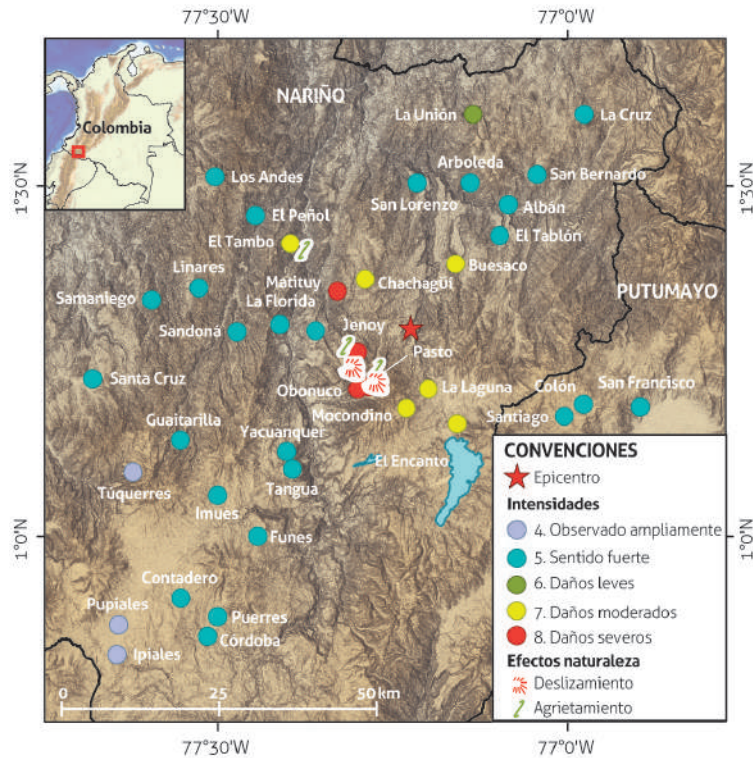 77°30'W
77°0'W
Colombia
NARIÑO
La Unión
La Cruz
1°30'N
1°30'N
Los Andes
Arboleda
San Bernardo
San Lorenzo
Albán
El Peñol
El Tablón
El Tambo
Buesaco
Linares
Matituy
Chachagüí
PUTUMAYO
Samaniego
La Florida
Sandoná
Jenoy
Pasto
Santa Cruz
Obonuco
La Laguna
Colón
San Francisco
Mocondino
Santiago
Guaitarilla
Yacuanquer
El Encanto
Túquerres
Tangua
Imués
Funes
1°0'N
1°0'N
Contadero
Pupiales
Puerres
Córdoba
Ipiales
CONVENCIONES
Epicentro
Intensidades
4. Observado ampliamente
5. Sentido fuerte
6. Daños leves
7. Daños moderados
8. Daños severos
Efectos naturaleza
Deslizamiento
Agrietamiento
0
25
50 km
77°30'W
77°0'W